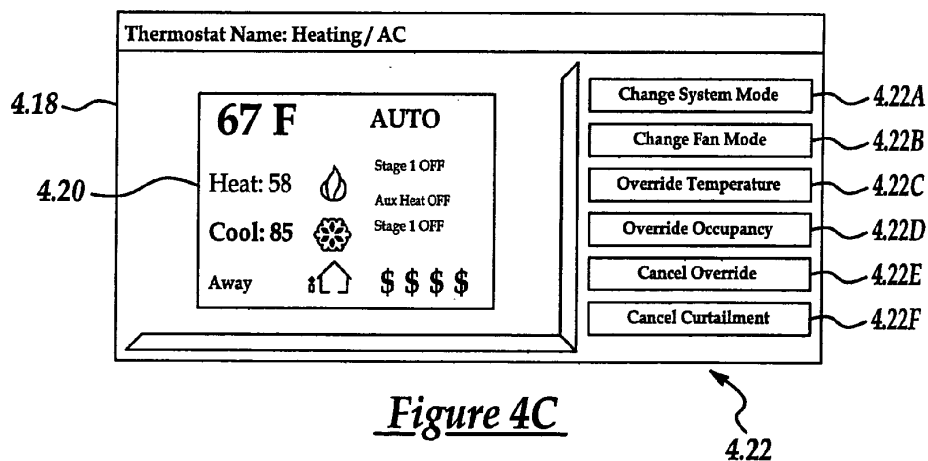 Thermostat Name: Heating / AC
4.18
67 F AUTO
Stage 1 OFF
4.20
Heat: 58
Aux Heat OFF
Cool: 85
Stage 1 OFF
Away
$ $ $ $
Change System Mode
4.22A
Change Fan Mode
4.22B
Override Temperature
4.22C
Override Occupancy
4.22D
Cancel Override
4.22E
Cancel Curtailment
4.22F
Figure 4C
4.22